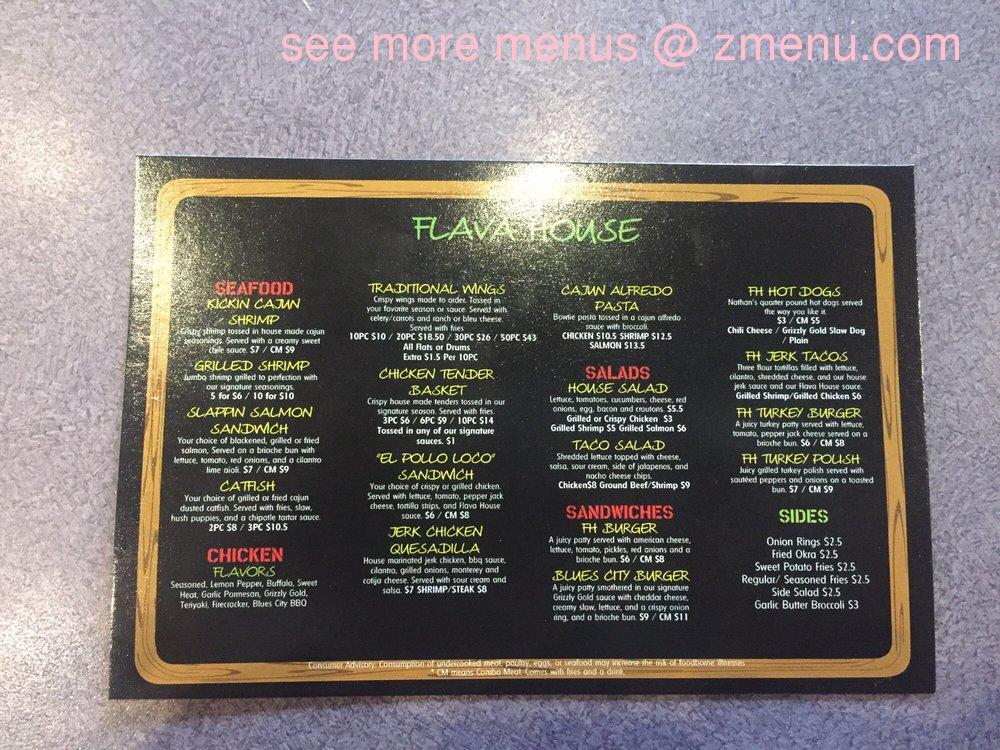 see more menus @ zmenu.com
FLAVA HOUSE
SEAFOOD
KICKIN CAJUN
SHRIMP
Crispy shrimp tossed in house made cajun
seasonings. Served with a creamy sweet
chile sauce. $7 / CM $9
GRILLED SHRIMP
Jumbo shrimp grilled to perfection with
our signature seasonings.
5 for $6 / 10 for $10
SLAPPIN SALMON
SANDWICH
Your choice of blackened, grilled or fried
salmon, Served on a brioche bun with
lettuce, tomato, red onions, and a cilantro
lime aioli. $7 / CM $9
CATFISH
Your choice of grilled or fried cajun
dusted catfish. Served with fries, slaw,
hush puppies, and a chipotle tartar sauce.
2PC $8 / 3PC $10.5
CHICKEN
FLAVORS
Seasoned, Lemon Pepper, Buffalo, Sweet
Heat, Garlic Parmesan, Grizzly Gold,
Teriyaki, Firecracker, Blues City BBQ
TRADITIONAL WINGS
Crispy wings made to order. Tossed in
your favorite season or sauce. Served with
celery/carrots and ranch or bleu cheese.
Served with fries
10PC $10 / 20PC $18.50 / 30PC $26 / 50PC $43
All Flats or Drums
Extra $1.5 Per 10PC
CHICKEN TENDER
BASKET
Crispy house made tenders tossed in our
signature season. Served with fries.
3PC $6 / 6PC $9 / 10PC $14
Tossed in any of our signature
sauces. $1
"EL POLLO LOCO"
SANDWICH
Your choice of crispy or grilled chicken.
Served with lettuce, tomato, pepper jack
cheese, tortilla strips, and Flava House
sauce. $6 / CM $8
JERK CHICKEN
QUESADILLA
House marinated jerk chicken, bbq sauce,
cilantro, grilled onions, monterey and
cotija cheese. Served with sour cream and
salsa. $7 SHRIMP/STEAK $8
CAJUN ALFREDO
PASTA
Bowtie pasta tossed in a cajun alfredo
sauce with broccoli.
CHICKEN $10.5 SHRIMP $12.5
SALMON $13.5
SALADS
HOUSE SALAD
Lettuce, tomatoes, cucumbers, cheese, red
onions, egg, bacon and croutons. $5.5
Grilled or Crispy Chicken $3
Grilled Shrimp $5 Grilled Salmon $6
TACO SALAD
Shredded lettuce topped with cheese,
salsa, sour cream, side of jalapenos, and
nacho cheese chips.
Chicken$8 Ground Beef/Shrimp $9
SANDWICHES
FH BURGER
A juicy patty served with american cheese,
lettuce, tomato, pickles, red onions and a
brioche bun. $6 / CM $8
BLUES CITY BURGER
A juicy patty smothered in our signature
Grizzly Gold sauce with cheddar cheese,
creamy slaw, lettuce, and a crispy onion
ring, and a brioche bun. $9 / CM $11
FH HOT DOGS
Nathan's quarter pound hot dogs served
the way you like it.
$3 / CM $5
Chili Cheese / Grizzly Gold Slaw Dog
/ Plain
FH JERK TACOS
Three flour tortillas filled with lettuce,
cilantro, shredded cheese, and our house
jerk sauce and our Flava House sauce.
Grilled Shrimp/Grilled Chicken $6
FH TURKEY BURGER
A juicy turkey patty served with lettuce,
tomato, pepper jack cheese served on a
brioche bun. $6 / CM $8
FH TURKEY POLISH
Juicy grilled turkey polish served with
sautéed peppers and onions on a toasted
bun. $7 / CM $9
SIDES
Onion Rings $2.5
Fried Okra $2.5
Sweet Potato Fries $2.5
Regular/ Seasoned Fries $2.5
Side Salad $2.5
Garlic Butter Broccoli $3
Consumer Advisory: Consumption of undercooked meat, poultry, eggs, or seafood may increase the risk of foodborne illnesses
* CM means Combo Meal. Comes with fries and a drink.